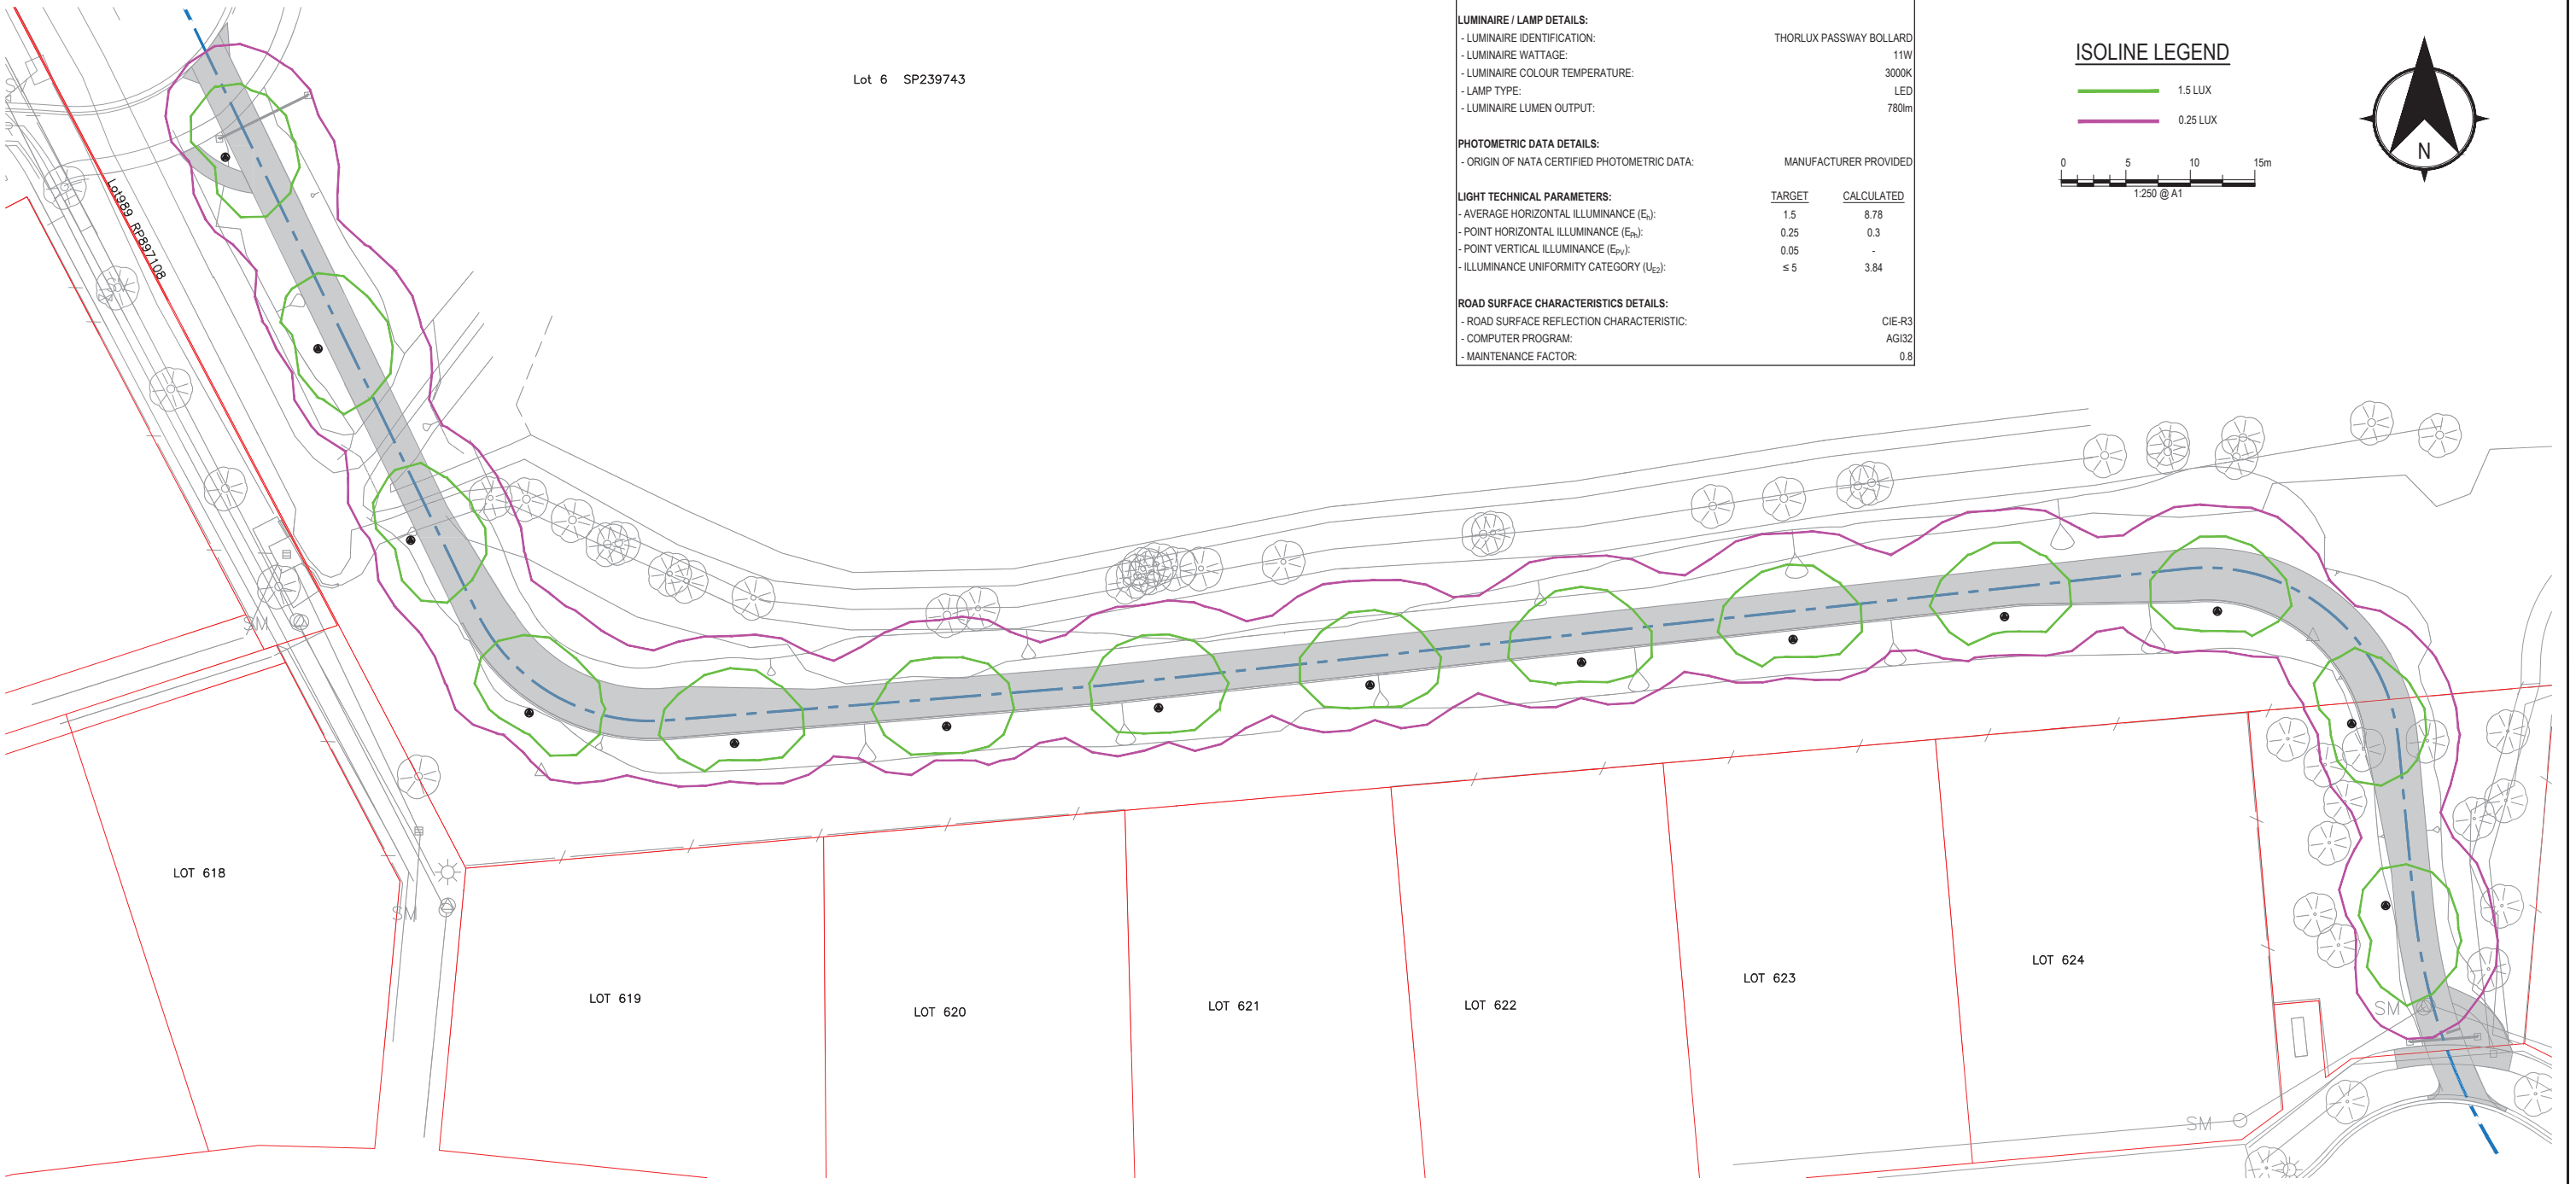 LUMINAIRE / LAMP DETAILS:
- LUMINAIRE IDENTIFICATION: THORLUX PASSWAY BOLLARD
- LUMINAIRE WATTAGE: 11W
- LUMINAIRE COLOUR TEMPERATURE: 3000K
- LAMP TYPE: LED
- LUMINAIRE LUMEN OUTPUT: 780lm
PHOTOMETRIC DATA DETAILS:
- ORIGIN OF NATA CERTIFIED PHOTOMETRIC DATA: MANUFACTURER PROVIDED
LIGHT TECHNICAL PARAMETERS: TARGET CALCULATED
- AVERAGE HORIZONTAL ILLUMINANCE (Eh): 1.5 8.78
- POINT HORIZONTAL ILLUMINANCE (EPh): 0.25 0.3
- POINT VERTICAL ILLUMINANCE (EPV): 0.05 -
- ILLUMINANCE UNIFORMITY CATEGORY (UE2): ≤ 5 3.84
ROAD SURFACE CHARACTERISTICS DETAILS:
- ROAD SURFACE REFLECTION CHARACTERISTIC: CIE-R3
- COMPUTER PROGRAM: AGI32
- MAINTENANCE FACTOR: 0.8
ISOLINE LEGEND
1.5 LUX
0.25 LUX
0 5 10 15m
1:250 @ A1
N
Lot 6 SP239743
Lot989 RP897108
SM
SM
LOT 618
LOT 619
LOT 620
LOT 621
LOT 622
LOT 623
LOT 624
SM
SM